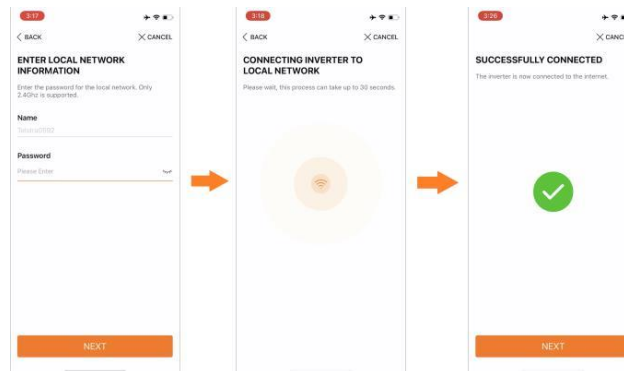 3:17
BACK
CANCEL
ENTER LOCAL NETWORK
INFORMATION
Enter the password for the local network. Only
2.4Ghz is supported.
Name
Password
Please Enter
NEXT
3:18
BACK
CANCEL
CONNECTING INVERTER TO
LOCAL NETWORK
Please wait, this process can take up to 30 seconds.
3:26
CANC
SUCCESSFULLY CONNECTED
The inverter is now connected to the internet.
NEXT